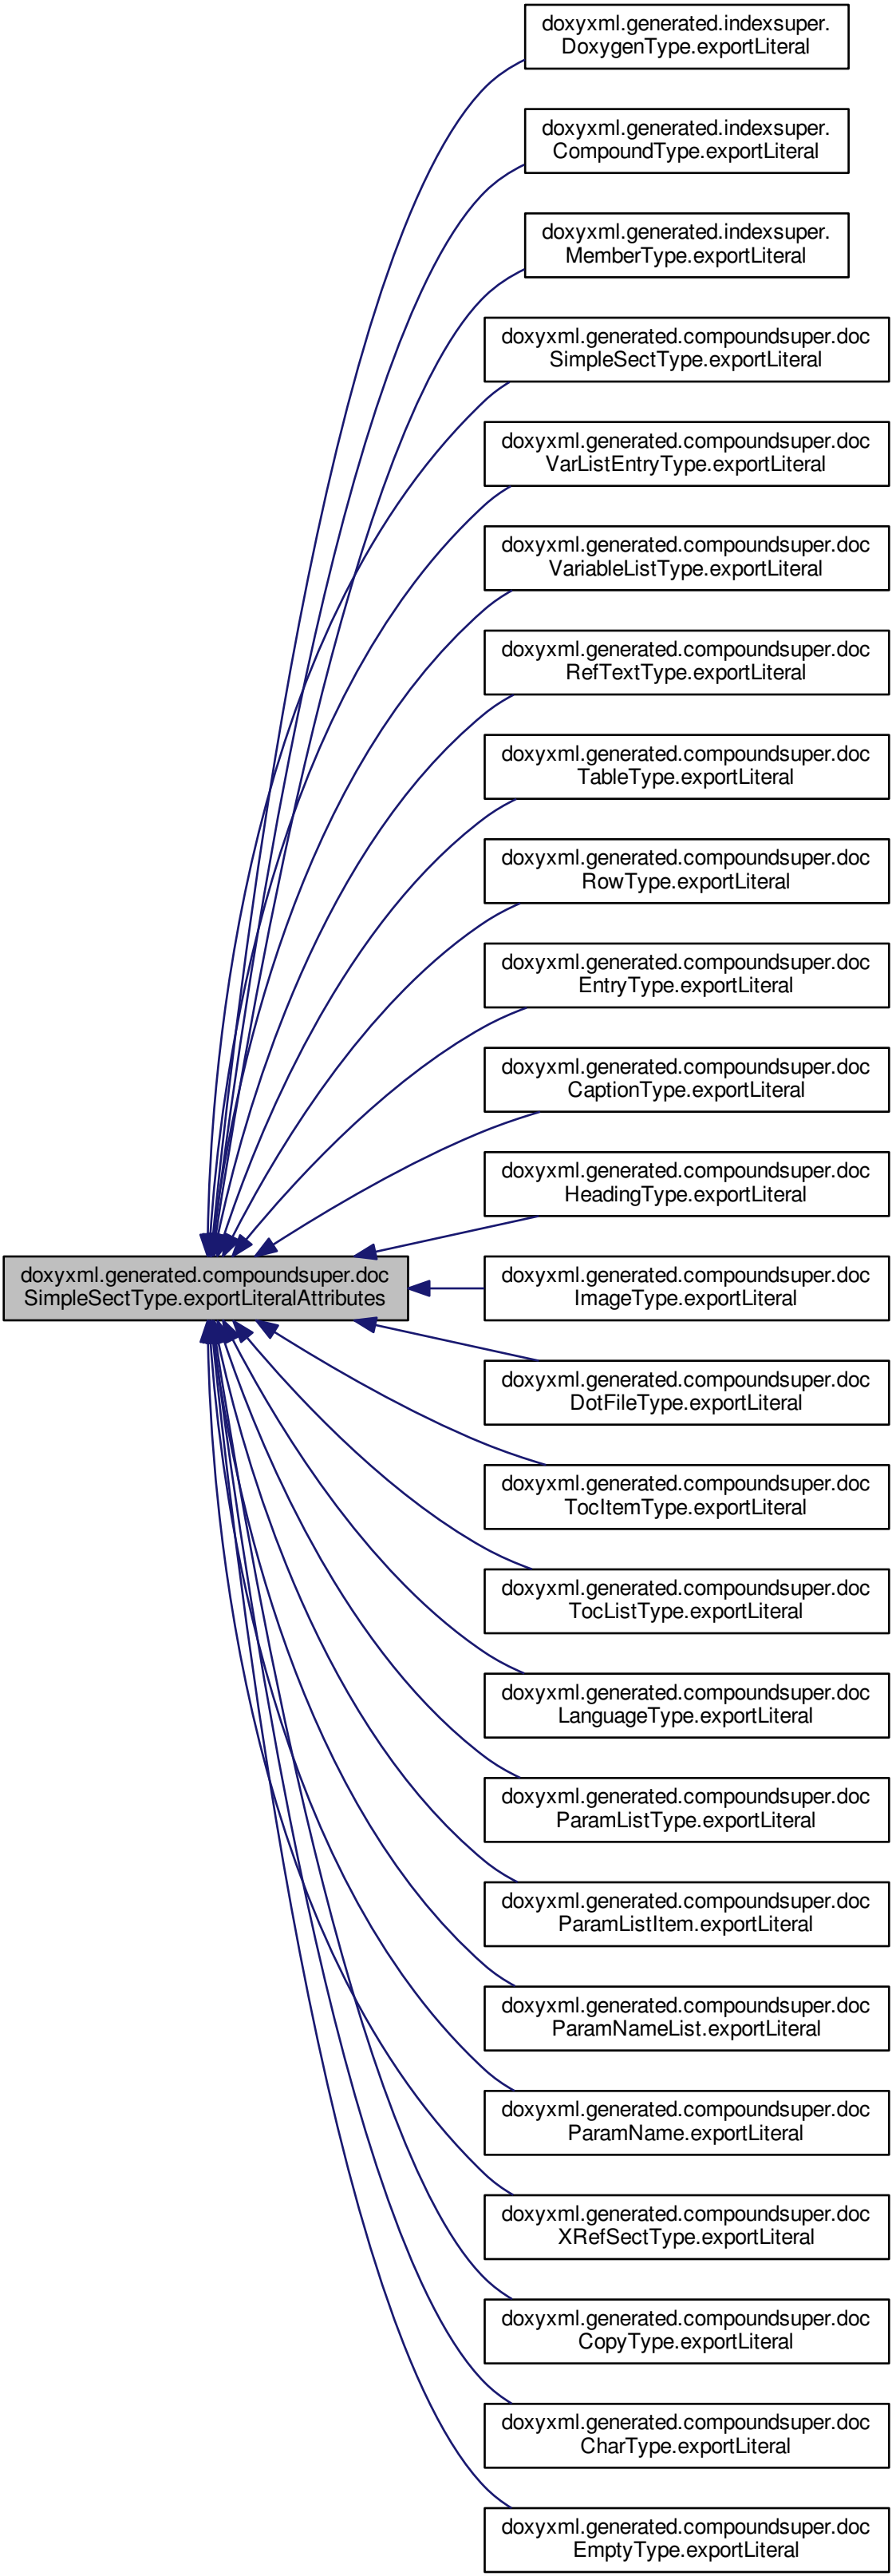 doxyxml.generated.indexsuper.
DoxygenType.exportLiteral
doxyxml.generated.indexsuper.
CompoundType.exportLiteral
doxyxml.generated.indexsuper.
MemberType.exportLiteral
doxyxml.generated.compoundsuper.doc
SimpleSectType.exportLiteral
doxyxml.generated.compoundsuper.doc
VarListEntryType.exportLiteral
doxyxml.generated.compoundsuper.doc
VariableListType.exportLiteral
doxyxml.generated.compoundsuper.doc
RefTextType.exportLiteral
doxyxml.generated.compoundsuper.doc
TableType.exportLiteral
doxyxml.generated.compoundsuper.doc
RowType.exportLiteral
doxyxml.generated.compoundsuper.doc
EntryType.exportLiteral
doxyxml.generated.compoundsuper.doc
CaptionType.exportLiteral
doxyxml.generated.compoundsuper.doc
HeadingType.exportLiteral
doxyxml.generated.compoundsuper.doc
SimpleSectType.exportLiteralAttributes
doxyxml.generated.compoundsuper.doc
ImageType.exportLiteral
doxyxml.generated.compoundsuper.doc
DotFileType.exportLiteral
doxyxml.generated.compoundsuper.doc
TocItemType.exportLiteral
doxyxml.generated.compoundsuper.doc
TocListType.exportLiteral
doxyxml.generated.compoundsuper.doc
LanguageType.exportLiteral
doxyxml.generated.compoundsuper.doc
ParamListType.exportLiteral
doxyxml.generated.compoundsuper.doc
ParamListItem.exportLiteral
doxyxml.generated.compoundsuper.doc
ParamNameList.exportLiteral
doxyxml.generated.compoundsuper.doc
ParamName.exportLiteral
doxyxml.generated.compoundsuper.doc
XRefSectType.exportLiteral
doxyxml.generated.compoundsuper.doc
CopyType.exportLiteral
doxyxml.generated.compoundsuper.doc
CharType.exportLiteral
doxyxml.generated.compoundsuper.doc
EmptyType.exportLiteral